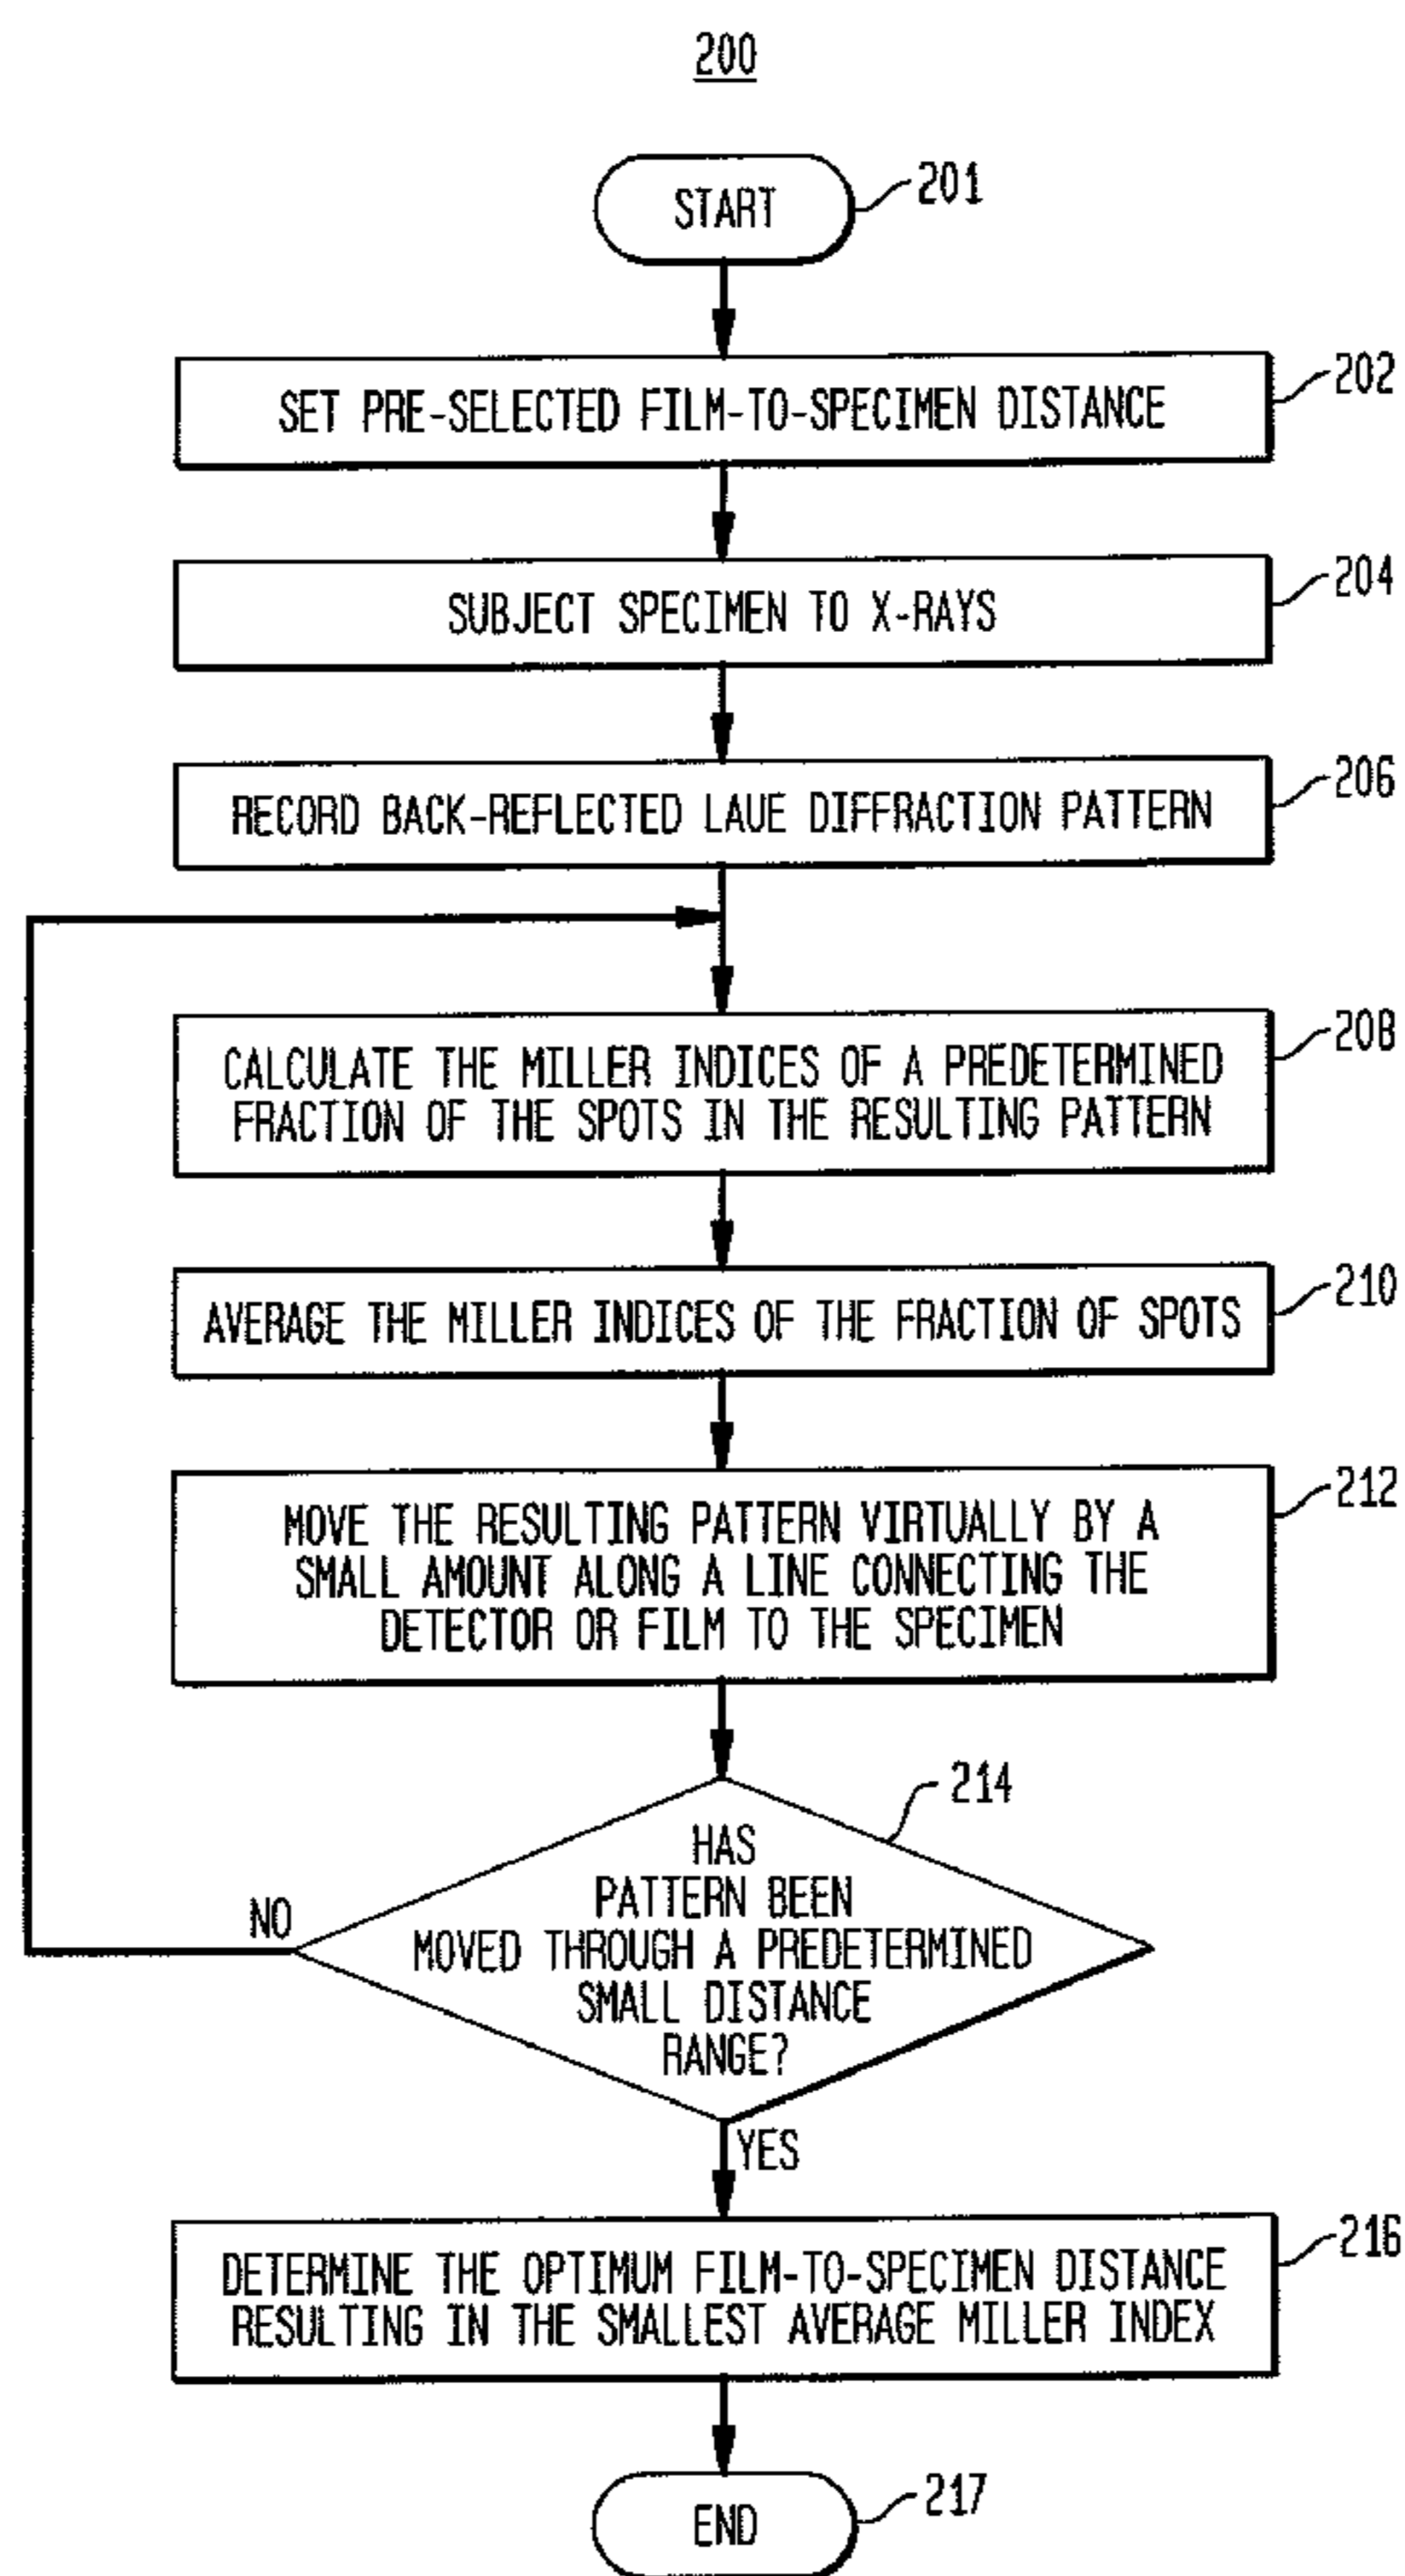 200
START
201
SET PRE-SELECTED FILM-TO-SPECIMEN DISTANCE
202
SUBJECT SPECIMEN TO X-RAYS
204
RECORD BACK-REFLECTED LAUE DIFFRACTION PATTERN
206
CALCULATE THE MILLER INDICES OF A PREDETERMINED
FRACTION OF THE SPOTS IN THE RESULTING PATTERN
208
AVERAGE THE MILLER INDICES OF THE FRACTION OF SPOTS
210
MOVE THE RESULTING PATTERN VIRTUALLY BY A
SMALL AMOUNT ALONG A LINE CONNECTING THE
DETECTOR OR FILM TO THE SPECIMEN
212
214
HAS
PATTERN BEEN
MOVED THROUGH A PREDETERMINED
SMALL DISTANCE
RANGE?
NO
YES
DETERMINE THE OPTIMUM FILM-TO-SPECIMEN DISTANCE
RESULTING IN THE SMALLEST AVERAGE MILLER INDEX
216
END
217